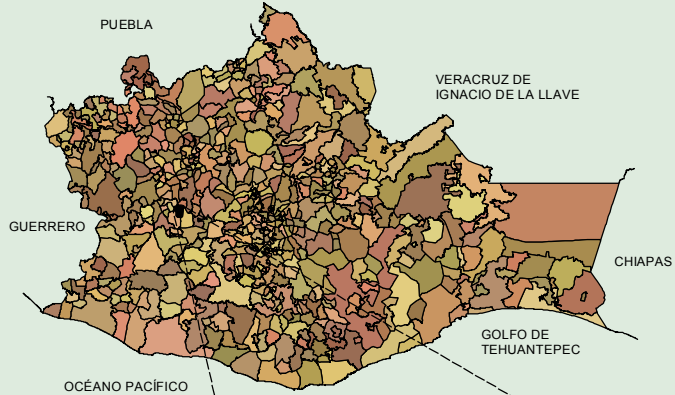 PUEBLA
VERACRUZ DE
IGNACIO DE LA LLAVE
GUERRERO
CHIAPAS
GOLFO DE
TEHUANTEPEC
OCÉANO PACÍFICO